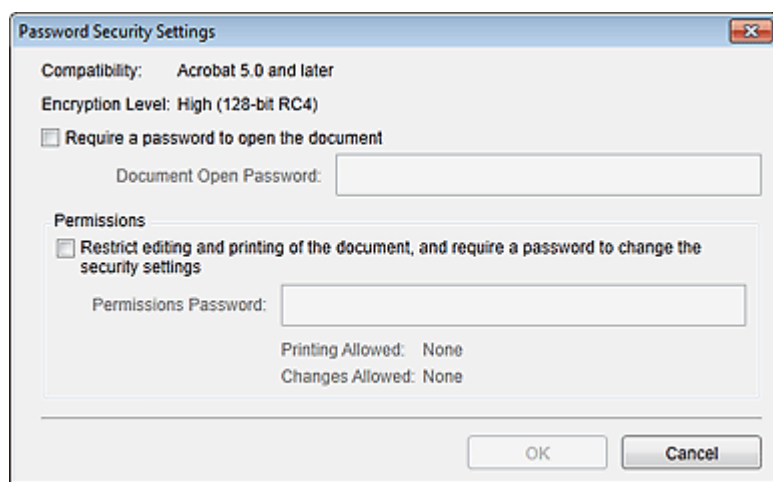 Password Security Settings
Compatibility: Acrobat 5.0 and later
Encryption Level: High (128-bit RC4)
Require a password to open the document
Document Open Password:
Permissions
Restrict editing and printing of the document, and require a password to change the
security settings
Permissions Password:
Printing Allowed: None
Changes Allowed: None
OK Cancel